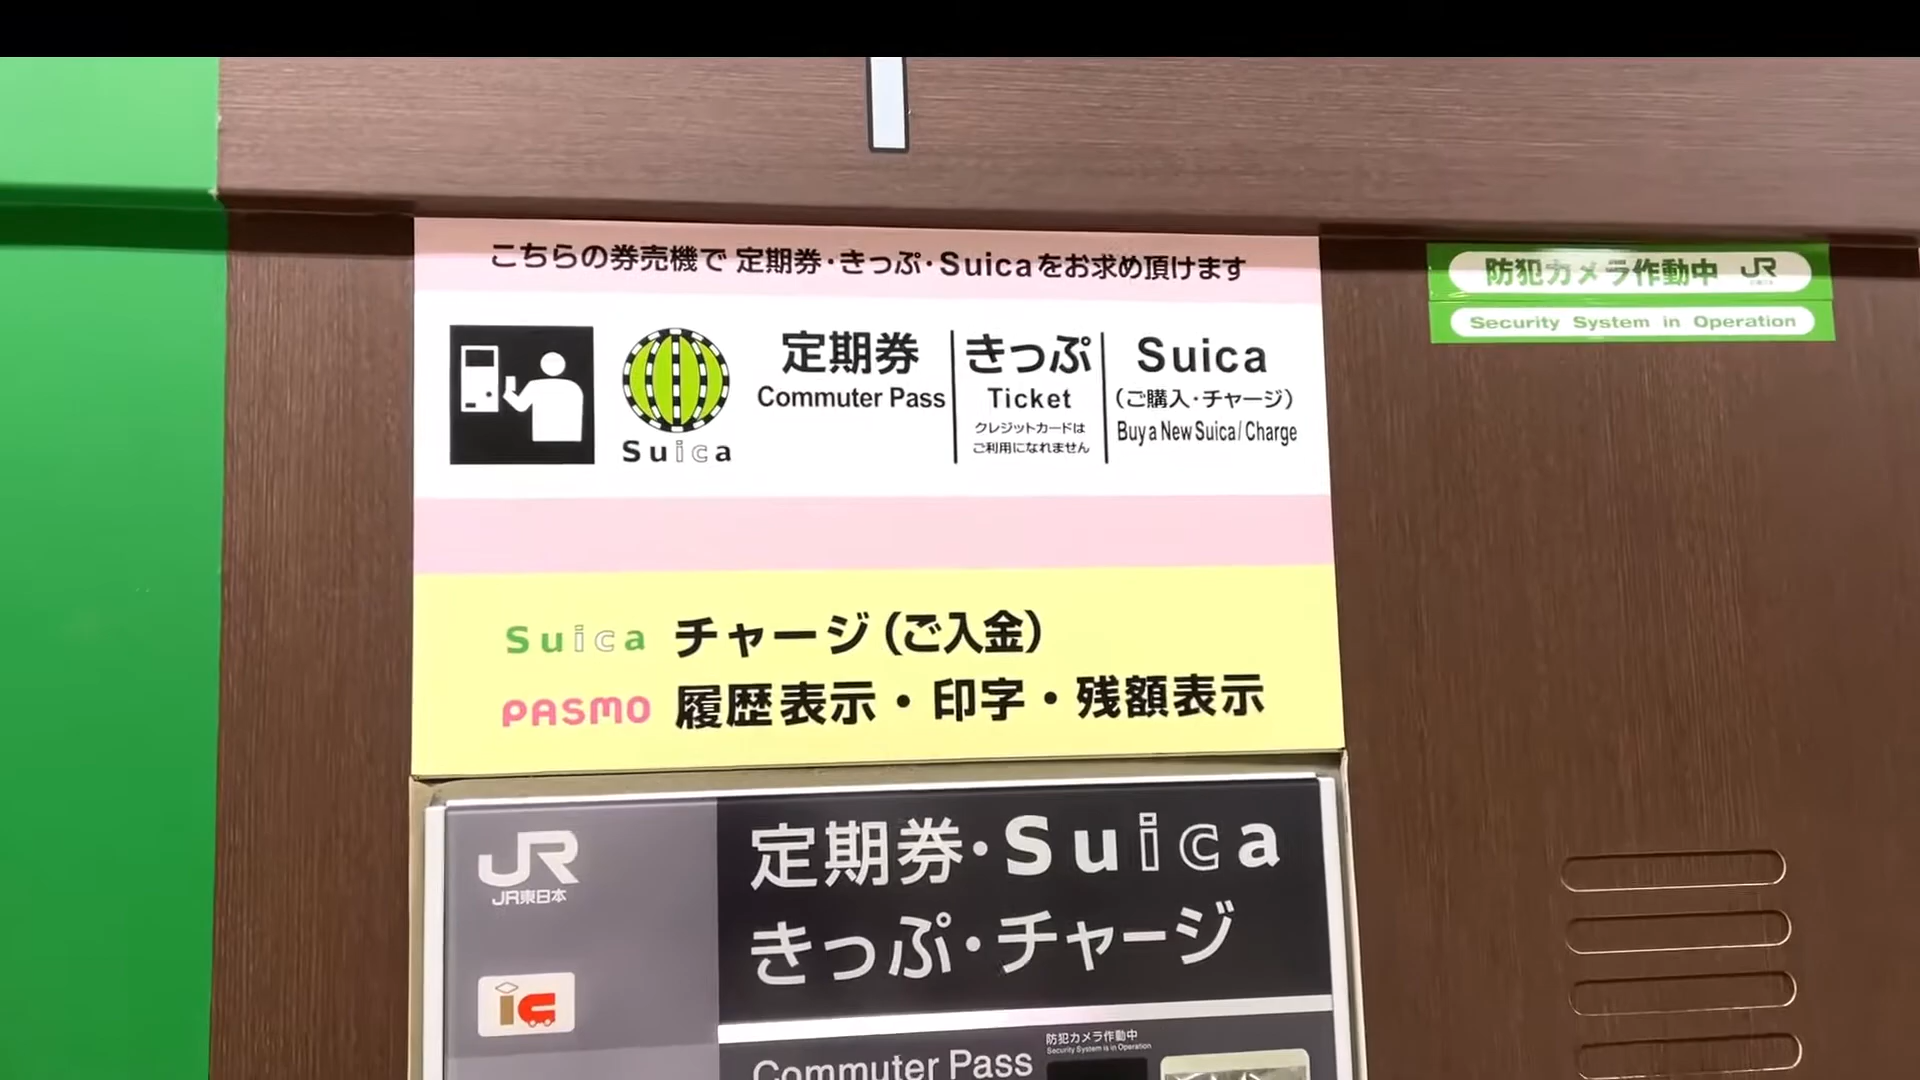 こちらの券売機で 定期券・きっぷ・Suicaをお求め頂けます
防犯カメラ作動中 JR
Security System in Operation
Suica
定期券
Commuter Pass
きっぷ
Ticket
クレジットカードは
ご利用になれません
Suica
（ご購入・チャージ）
Buy a New Suica / Charge
Suica チャージ（ご入金）
PASMO 履歴表示・印字・残額表示
JR
JR東日本
定期券・Suica
きっぷ・チャージ
ic
防犯カメラ作動中
Security System is in Operation
Commuter Pass